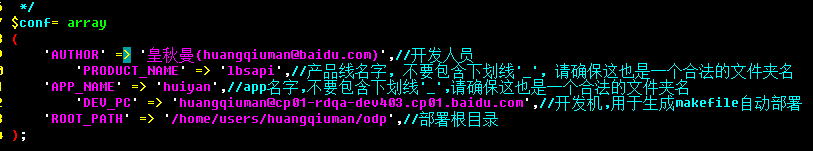 */
$conf= array
(
'AUTHOR' => '皇秋曼(huangqiuman@baidu.com)',//开发人员
'PRODUCT_NAME' => 'lbsapi',//产品线名字，不要包含下划线'_'，请确保这也是一个合法的文件夹名
'APP_NAME' => 'huiyan',//app名字,不要包含下划线'_',请确保这也是一个合法的文件夹名
'DEV_PC' => 'huangqiuman@cp01-rdqa-dev403.cp01.baidu.com',//开发机,用于生成makefile自动部署
'ROOT_PATH' => '/home/users/huangqiuman/odp',//部署根目录
);